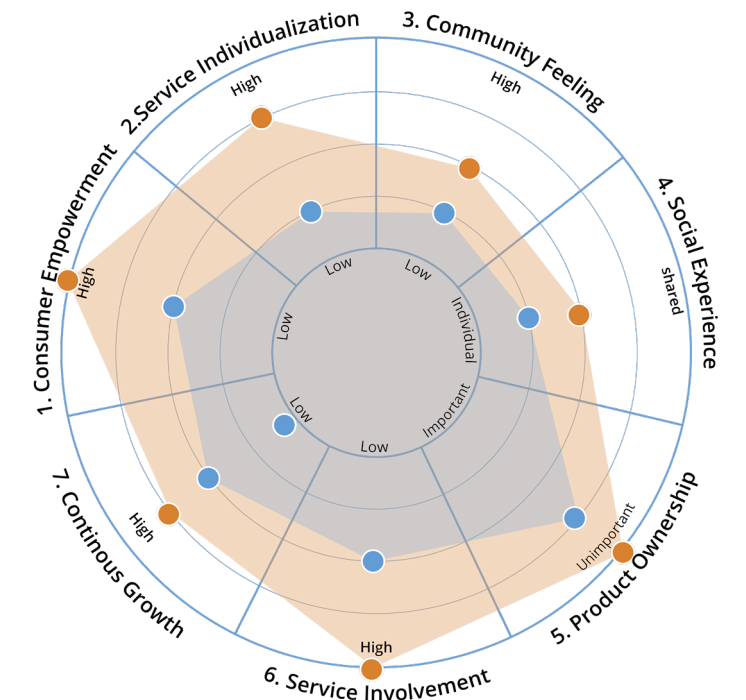 1. Consumer Empowerment
High
Low
2.Service Individualization
High
Low
3. Community Feeling
High
Low
4. Social Experience
shared
Individual
5. Product Ownership
Unimportant
Important
6. Service Involvement
High
Low
7. Continous Growth
High
Low